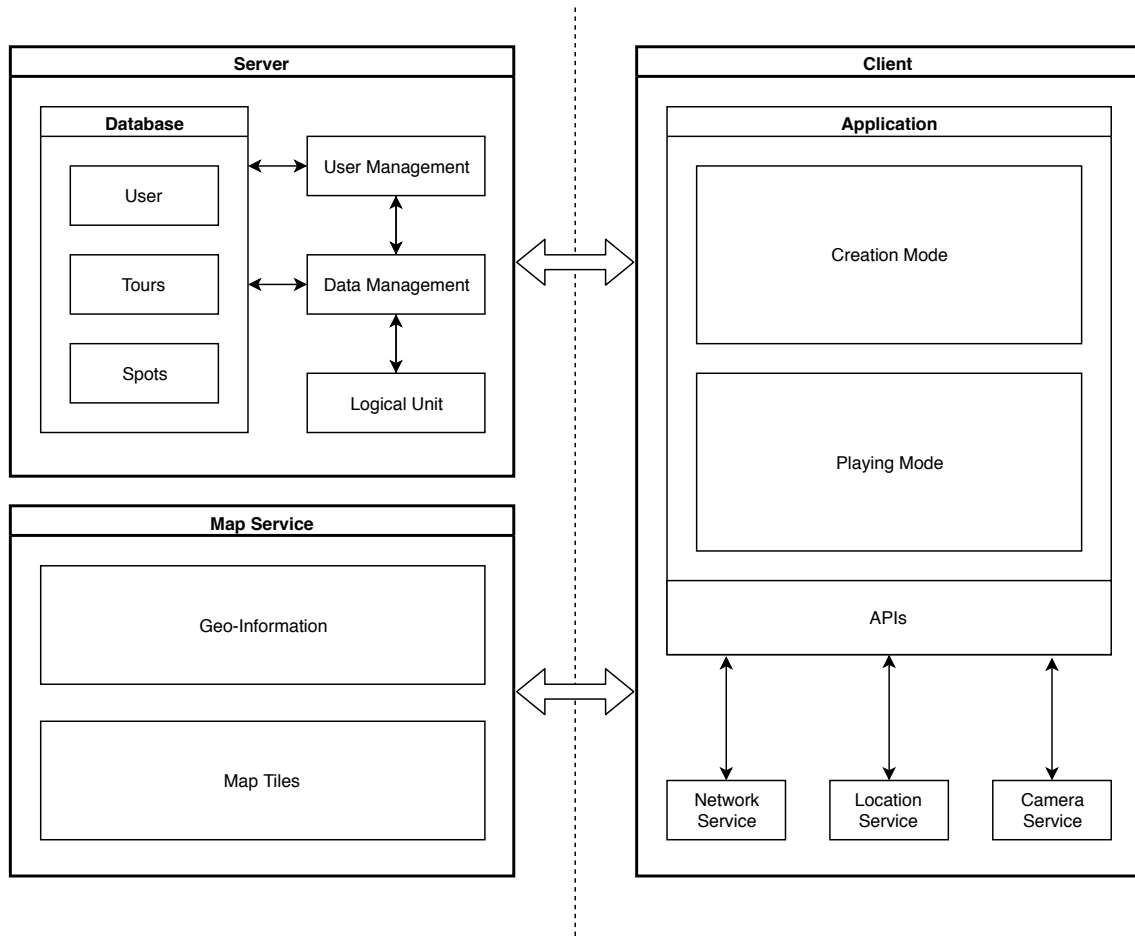 Server
Database
User
Tours
Spots
User Management
Data Management
Logical Unit
Map Service
Geo-Information
Map Tiles
Client
Application
Creation Mode
Playing Mode
APIs
Network
Service
Location
Service
Camera
Service